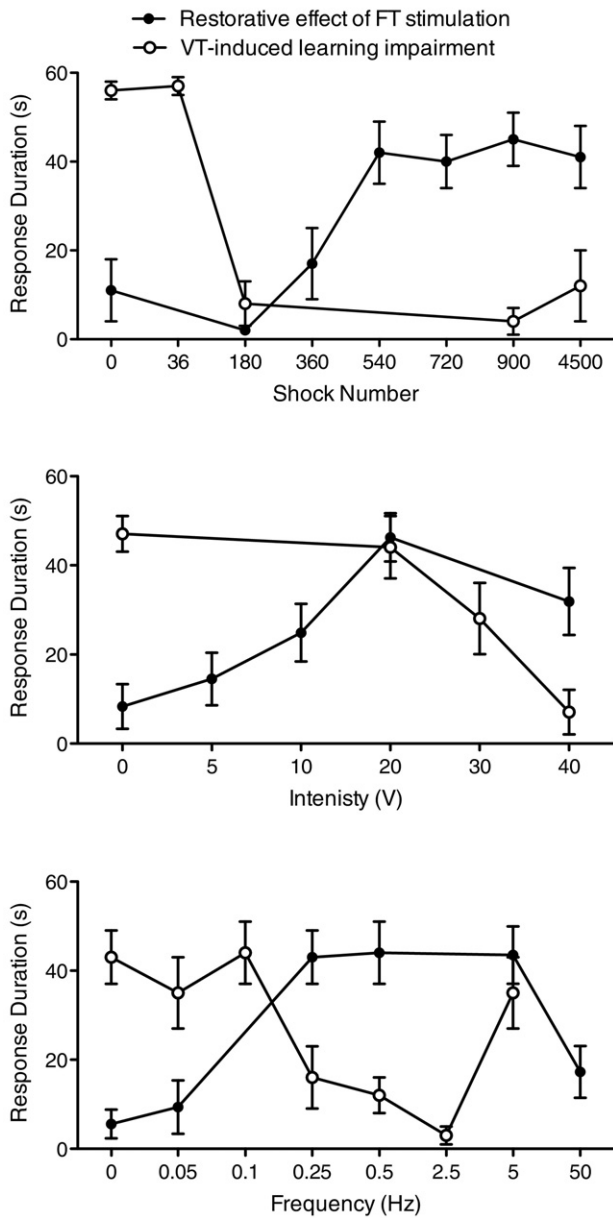 Restorative effect of FT stimulation
VT-induced learning impairment
Response Duration (s)
60
40
20
0
0 36 180 360 540 720 900 4500
Shock Number
Response Duration (s)
60
40
20
0
0 5 10 20 30 40
Intenisty (V)
Response Duration (s)
60
40
20
0
0 0.05 0.1 0.25 0.5 2.5 5 50
Frequency (Hz)